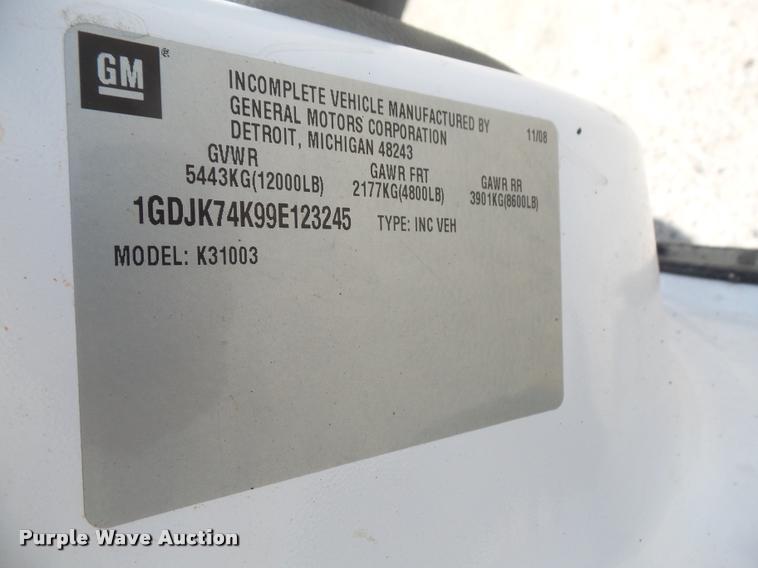 GM®
INCOMPLETE VEHICLE MANUFACTURED BY
GENERAL MOTORS CORPORATION 11/08
DETROIT, MICHIGAN 48243
GVWR GAWR FRT GAWR RR
5443KG(12000LB) 2177KG(4800LB) 3901KG(8600LB)
1GDJK74K99E123245 TYPE: INC VEH
MODEL: K31003
Purple Wave Auction